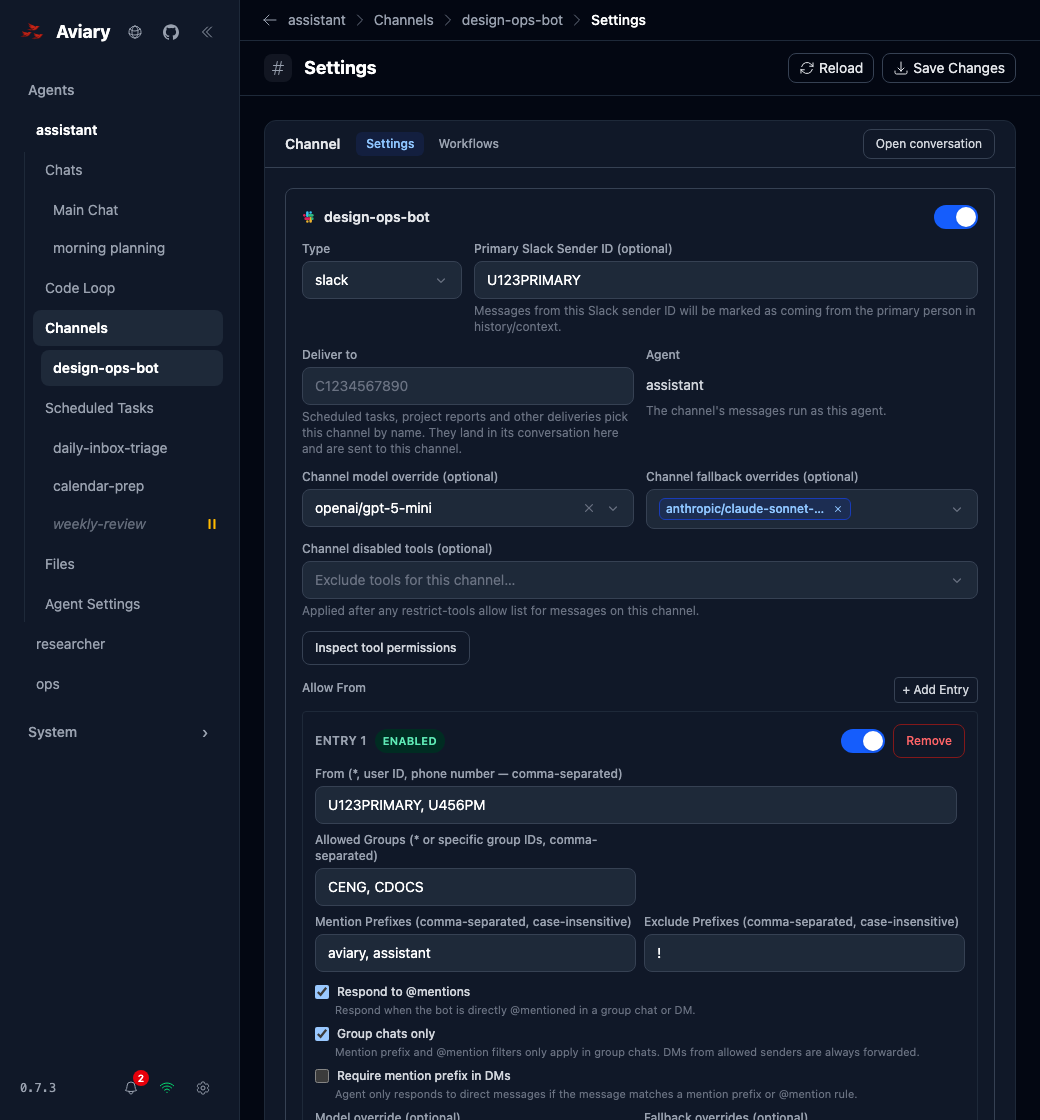 Aviary
assistant
Channels
design-ops-bot
Settings
#
Settings
Reload
Save Changes
Agents
assistant
Chats
Main Chat
morning planning
Code Loop
Channels
design-ops-bot
Scheduled Tasks
daily-inbox-triage
calendar-prep
weekly-review
Files
Agent Settings
researcher
ops
System
0.7.3
2
Channel
Settings
Workflows
Open conversation
design-ops-bot
Type
Primary Slack Sender ID (optional)
slack
U123PRIMARY
Messages from this Slack sender ID will be marked as coming from the primary person in
history/context.
Deliver to
Agent
C1234567890
assistant
Scheduled tasks, project reports and other deliveries pick
this channel by name. They land in its conversation here
and are sent to this channel.
The channel's messages run as this agent.
Channel model override (optional)
Channel fallback overrides (optional)
openai/gpt-5-mini
anthropic/claude-sonnet-...
Channel disabled tools (optional)
Exclude tools for this channel...
Applied after any restrict-tools allow list for messages on this channel.
Inspect tool permissions
Allow From
+ Add Entry
ENTRY 1
ENABLED
Remove
From (*, user ID, phone number — comma-separated)
U123PRIMARY, U456PM
Allowed Groups (* or specific group IDs, comma-
separated)
CENG, CDOCS
Mention Prefixes (comma-separated, case-insensitive)
Exclude Prefixes (comma-separated, case-insensitive)
aviary, assistant
!
Respond to @mentions
Respond when the bot is directly @mentioned in a group chat or DM.
Group chats only
Mention prefix and @mention filters only apply in group chats. DMs from allowed senders are always forwarded.
Require mention prefix in DMs
Agent only responds to direct messages if the message matches a mention prefix or @mention rule.
Model override (optional)
Fallback overrides (optional)